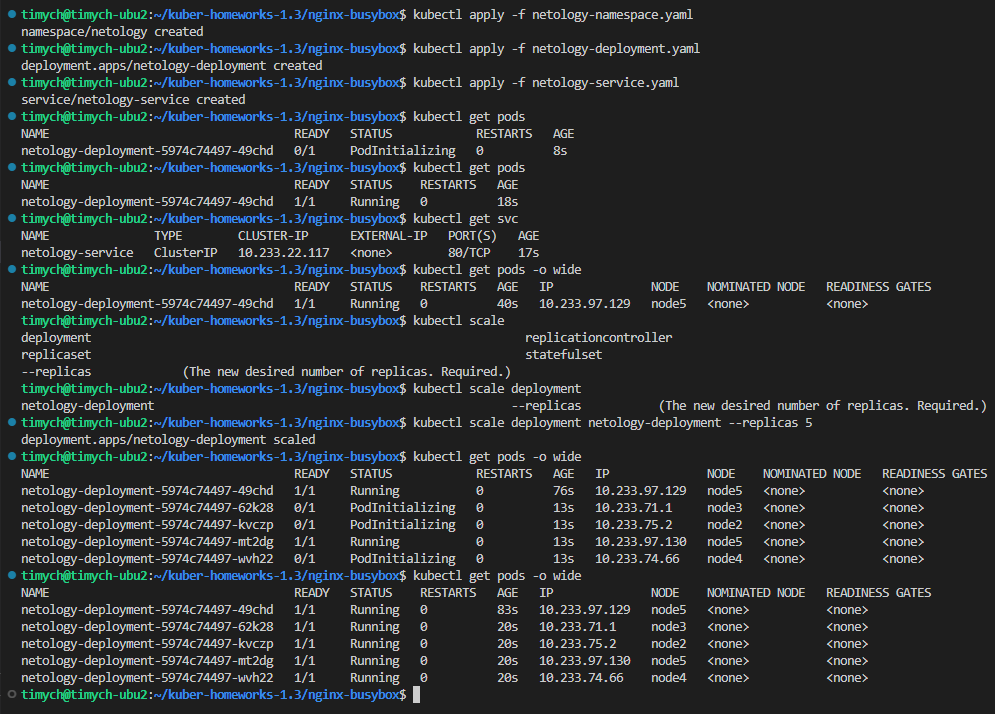 timych@timych-ubu2:~/kuber-homeworks-1.3/nginx-busybox$ kubectl apply -f netology-namespace.yaml
namespace/netology created
timych@timych-ubu2:~/kuber-homeworks-1.3/nginx-busybox$ kubectl apply -f netology-deployment.yaml
deployment.apps/netology-deployment created
timych@timych-ubu2:~/kuber-homeworks-1.3/nginx-busybox$ kubectl apply -f netology-service.yaml
service/netology-service created
timych@timych-ubu2:~/kuber-homeworks-1.3/nginx-busybox$ kubectl get pods
NAME                                   READY   STATUS            RESTARTS   AGE
netology-deployment-5974c74497-49chd   0/1     PodInitializing   0          8s
timych@timych-ubu2:~/kuber-homeworks-1.3/nginx-busybox$ kubectl get pods
NAME                                   READY   STATUS    RESTARTS   AGE
netology-deployment-5974c74497-49chd   1/1     Running   0          18s
timych@timych-ubu2:~/kuber-homeworks-1.3/nginx-busybox$ kubectl get svc
NAME               TYPE        CLUSTER-IP      EXTERNAL-IP   PORT(S)   AGE
netology-service   ClusterIP   10.233.22.117   <none>        80/TCP    17s
timych@timych-ubu2:~/kuber-homeworks-1.3/nginx-busybox$ kubectl get pods -o wide
NAME                                   READY   STATUS    RESTARTS   AGE   IP              NODE    NOMINATED NODE   READINESS GATES
netology-deployment-5974c74497-49chd   1/1     Running   0          40s   10.233.97.129   node5   <none>           <none>
timych@timych-ubu2:~/kuber-homeworks-1.3/nginx-busybox$ kubectl scale
deployment                                                              replicationcontroller
replicaset                                                              statefulset
--replicas             (The new desired number of replicas. Required.)
timych@timych-ubu2:~/kuber-homeworks-1.3/nginx-busybox$ kubectl scale deployment
netology-deployment                                                   --replicas           (The new desired number of replicas. Required.)
timych@timych-ubu2:~/kuber-homeworks-1.3/nginx-busybox$ kubectl scale deployment netology-deployment --replicas 5
deployment.apps/netology-deployment scaled
timych@timych-ubu2:~/kuber-homeworks-1.3/nginx-busybox$ kubectl get pods -o wide
NAME                                   READY   STATUS            RESTARTS   AGE   IP              NODE    NOMINATED NODE   READINESS GATES
netology-deployment-5974c74497-49chd   1/1     Running           0          76s   10.233.97.129   node5   <none>           <none>
netology-deployment-5974c74497-62k28   0/1     PodInitializing   0          13s   10.233.71.1     node3   <none>           <none>
netology-deployment-5974c74497-kvczp   0/1     PodInitializing   0          13s   10.233.75.2     node2   <none>           <none>
netology-deployment-5974c74497-mt2dg   1/1     Running           0          13s   10.233.97.130   node5   <none>           <none>
netology-deployment-5974c74497-wvh22   0/1     PodInitializing   0          13s   10.233.74.66    node4   <none>           <none>
timych@timych-ubu2:~/kuber-homeworks-1.3/nginx-busybox$ kubectl get pods -o wide
NAME                                   READY   STATUS    RESTARTS   AGE   IP              NODE    NOMINATED NODE   READINESS GATES
netology-deployment-5974c74497-49chd   1/1     Running   0          83s   10.233.97.129   node5   <none>           <none>
netology-deployment-5974c74497-62k28   1/1     Running   0          20s   10.233.71.1     node3   <none>           <none>
netology-deployment-5974c74497-kvczp   1/1     Running   0          20s   10.233.75.2     node2   <none>           <none>
netology-deployment-5974c74497-mt2dg   1/1     Running   0          20s   10.233.97.130   node5   <none>           <none>
netology-deployment-5974c74497-wvh22   1/1     Running   0          20s   10.233.74.66    node4   <none>           <none>
timych@timych-ubu2:~/kuber-homeworks-1.3/nginx-busybox$